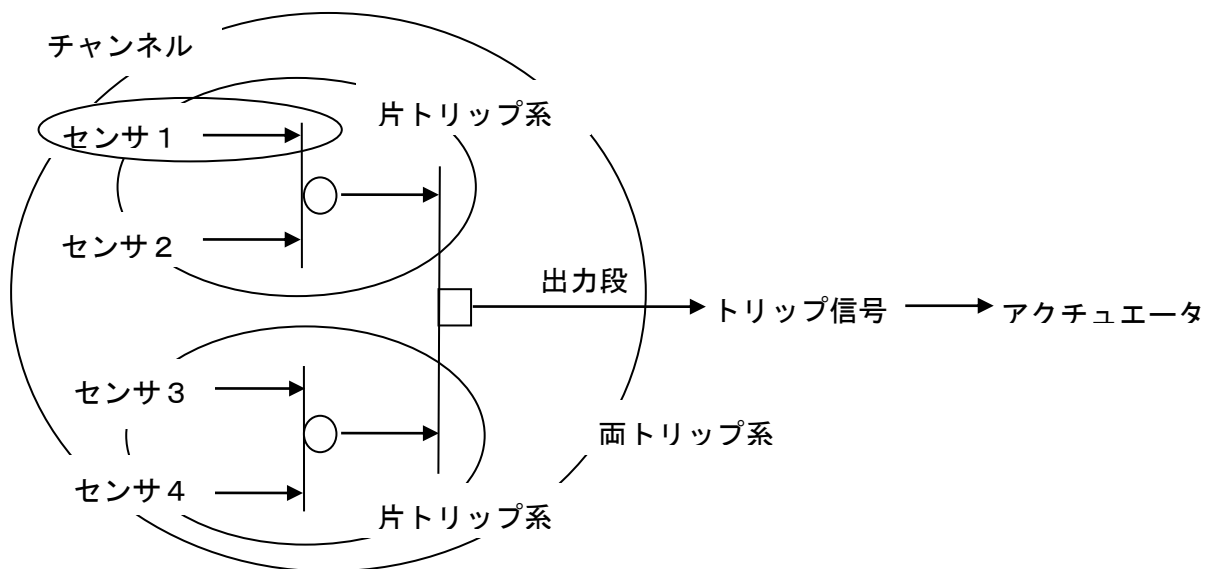 チャンネル
片トリップ系
センサ１
センサ２
出力段
トリップ信号
アクチュエータ
センサ３
両トリップ系
センサ４
片トリップ系